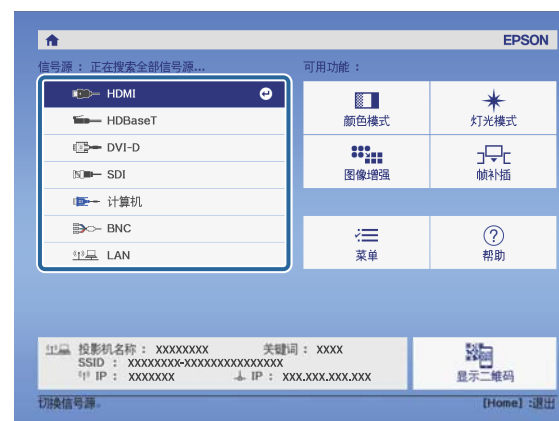 EPSON
信号源 : 正在搜索全部信号源...
HDMI
HDBaseT
DVI-D
SDI
计算机
BNC
LAN
可用功能 :
颜色模式
灯光模式
图像增强
帧补插
菜单
帮助
投影机名称 : XXXXXXXX 关键词 : XXXX
SSID : XXXXXXXX-XXXXXXXXXXXXXXX
IP : XXXXXXX IP : XXX.XXX.XXX.XXX
显示二维码
切换信号源。 [Home] :退出